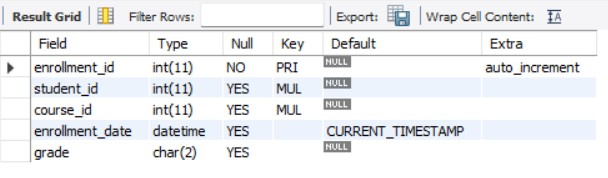 Result Grid Filter Rows: Export: Wrap Cell Content: IA
Field Type Null Key Default Extra
enrollment_id int(11) NO PRI NULL auto_increment
student_id int(11) YES MUL NULL
course_id int(11) YES MUL NULL
enrollment_date datetime YES CURRENT_TIMESTAMP
grade char(2) YES NULL